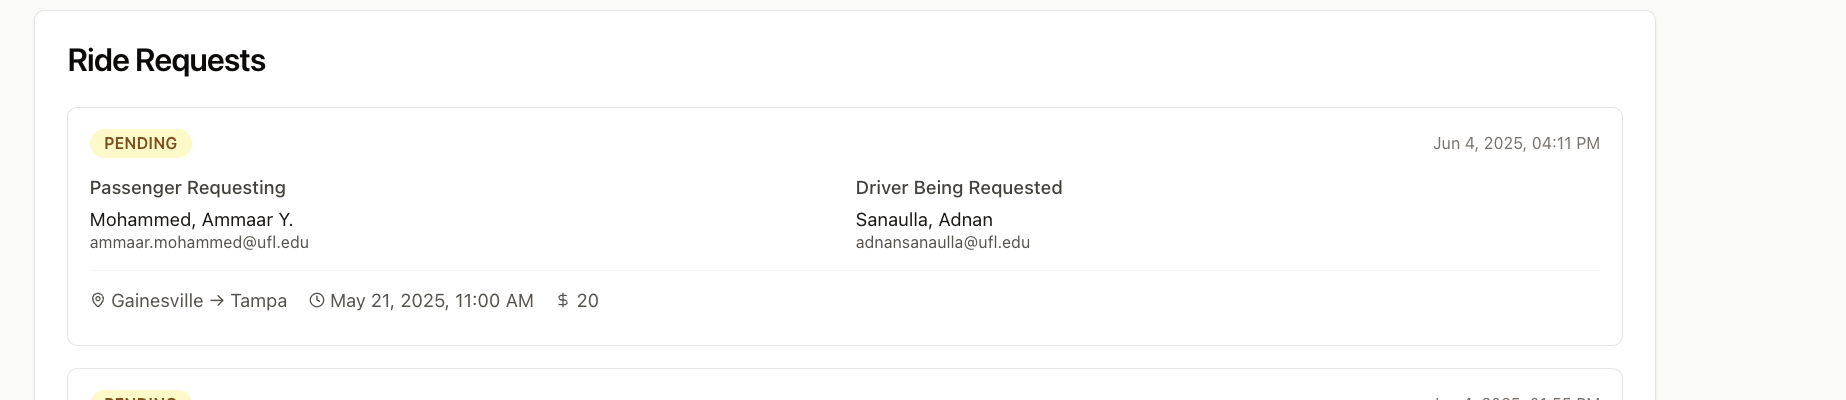 Ride Requests
PENDING
Jun 4, 2025, 04:11 PM
Passenger Requesting
Mohammed, Ammaar Y.
ammaar.mohammed@ufl.edu
Driver Being Requested
Sanaulla, Adnan
adnansanaulla@ufl.edu
Gainesville → Tampa May 21, 2025, 11:00 AM $ 20
PENDING